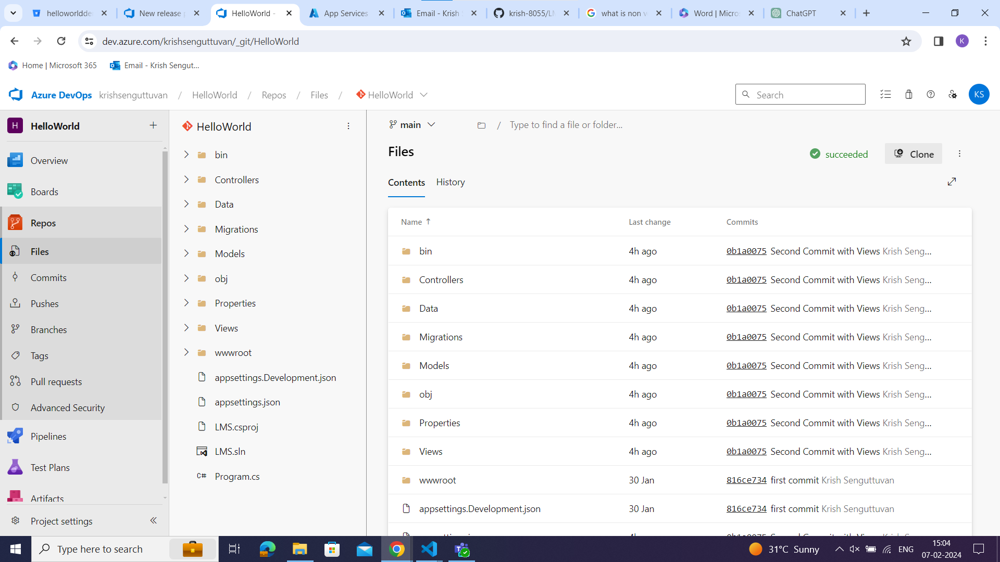 helloworldde
New release p
HelloWorld -
App Services
Email - Krish S
krish-8055/LM
what is non v
Word | Micros
ChatGPT
dev.azure.com/krishsenguttuvan/_git/HelloWorld
K
Home | Microsoft 365
Email - Krish Sengut...
Azure DevOps
krishsenguttuvan / HelloWorld / Repos / Files / HelloWorld
Search
KS
H HelloWorld
Overview
Boards
Repos
Files
Commits
Pushes
Branches
Tags
Pull requests
Advanced Security
Pipelines
Test Plans
Artifacts
Project settings
HelloWorld
bin
Controllers
Data
Migrations
Models
obj
Properties
Views
wwwroot
appsettings.Development.json
appsettings.json
LMS.csproj
LMS.sln
C# Program.cs
main
/ Type to find a file or folder...
Files
succeeded
Clone
Contents History
Name Last change Commits
bin 4h ago 0b1a0075 Second Commit with Views Krish Seng...
Controllers 4h ago 0b1a0075 Second Commit with Views Krish Seng...
Data 4h ago 0b1a0075 Second Commit with Views Krish Seng...
Migrations 4h ago 0b1a0075 Second Commit with Views Krish Seng...
Models 4h ago 0b1a0075 Second Commit with Views Krish Seng...
obj 4h ago 0b1a0075 Second Commit with Views Krish Seng...
Properties 4h ago 0b1a0075 Second Commit with Views Krish Seng...
Views 4h ago 0b1a0075 Second Commit with Views Krish Seng...
wwwroot 30 Jan 816ce734 first commit Krish Senguttuvan
appsettings.Development.json 30 Jan 816ce734 first commit Krish Senguttuvan
Type here to search
31°C Sunny
ENG
15:04
07-02-2024